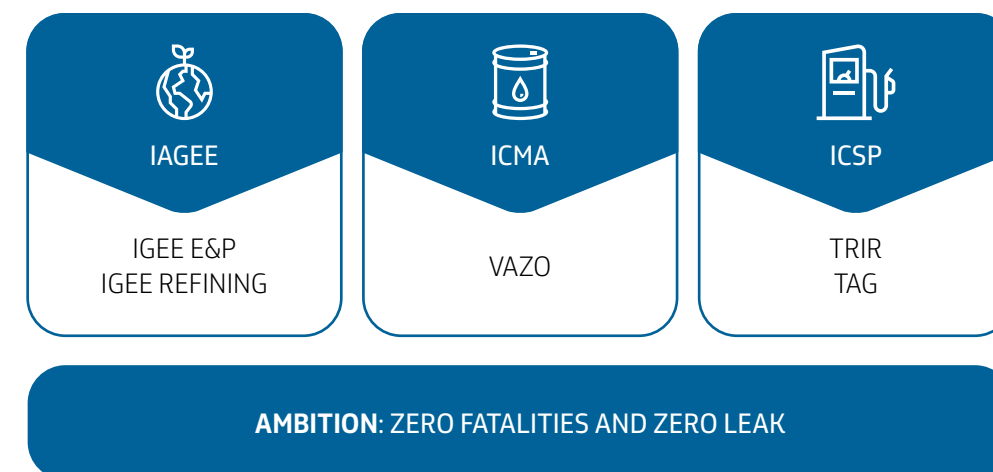 IAGEE
IGEE E&P
IGEE REFINING
ICMA
VAZO
ICSP
TRIR
TAG
AMBITION: ZERO FATALITIES AND ZERO LEAK